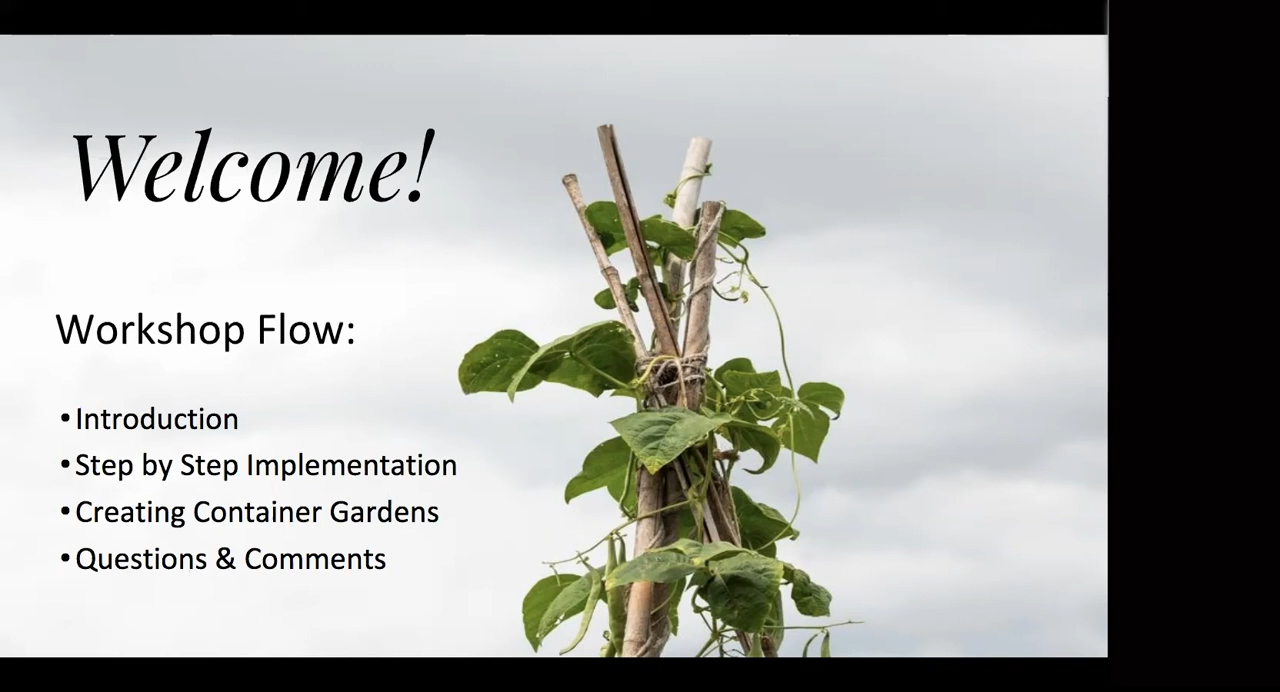 Welcome!
Workshop Flow:
• Introduction
• Step by Step Implementation
• Creating Container Gardens
• Questions & Comments